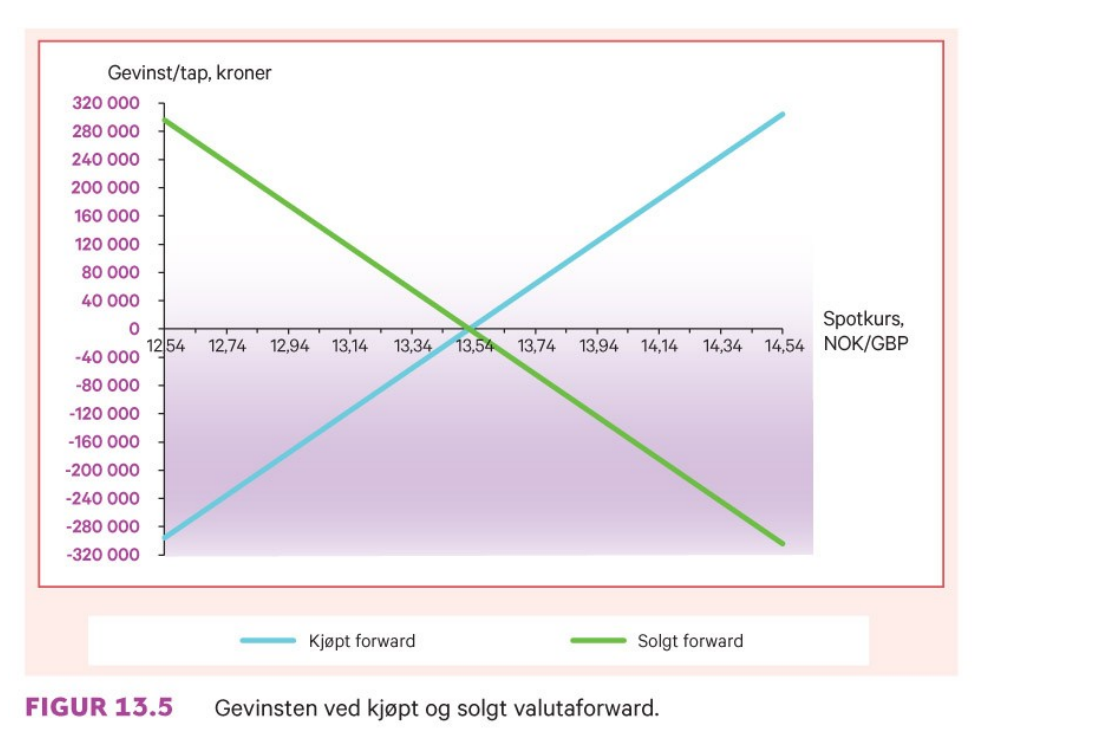 Gevinst/tap, kroner
320 000
280 000
240 000
200 000
160 000
120 000
80 000
40 000
0
-40 000
-80 000
-120 000
-160 000
-200 000
-240 000
-280 000
-320 000
12,54 12,74 12,94 13,14 13,34 13,54 13,74 13,94 14,14 14,34 14,54
Spotkurs,
NOK/GBP
Kjøpt forward Solgt forward
FIGUR 13.5 Gevinsten ved kjøpt og solgt valutaforward.